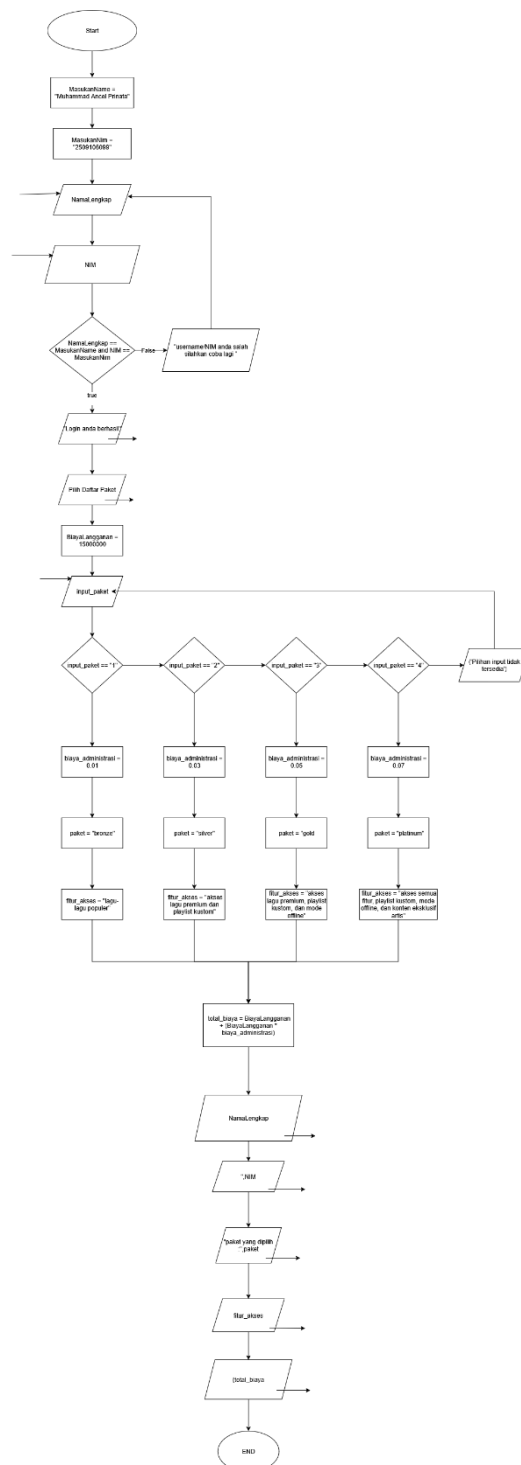 Start
MasukanName =
"Muhammad Ancal Prinata"
MasukanNim =
NamaLengkap
NIM
NamaLengkap ==
MasukanName and NIM ==
MasukanNim
False
"username/NIM anda salah
silahkan coba lagi "
true
"Login anda berhasil"
Pilih Daftar Paket
BiayaLangganan =
15000000
input_paket
input_paket == "1"
input_paket == "2"
input_paket == "3"
input_paket == "4"
("Pilihan input tidak
tersedia")
biaya_administrasi =
0.01
biaya_administrasi =
0.03
biaya_administrasi =
0.05
biaya_administrasi =
0.07
paket = "bronze"
paket = "silver"
paket = "gold
paket = "platinum"
fitur_akses = "lagu-
lagu populer"
fitur_akses = "akses
lagu premium dan
playlist kustom"
fitur_akses = "akses
lagu premium, playlist
kustom, dan mode
offline"
fitur_akses = "akses semua
fitur, playlist kustom, mode
offline, dan konten eksklusif
artis
total_biaya = BiayaLangganan
+ (BiayaLangganan *
biaya_administrasi)
NamaLengkap
",NIM
"paket yang dipilih
:",paket
fitur_akses
(total_biaya
END